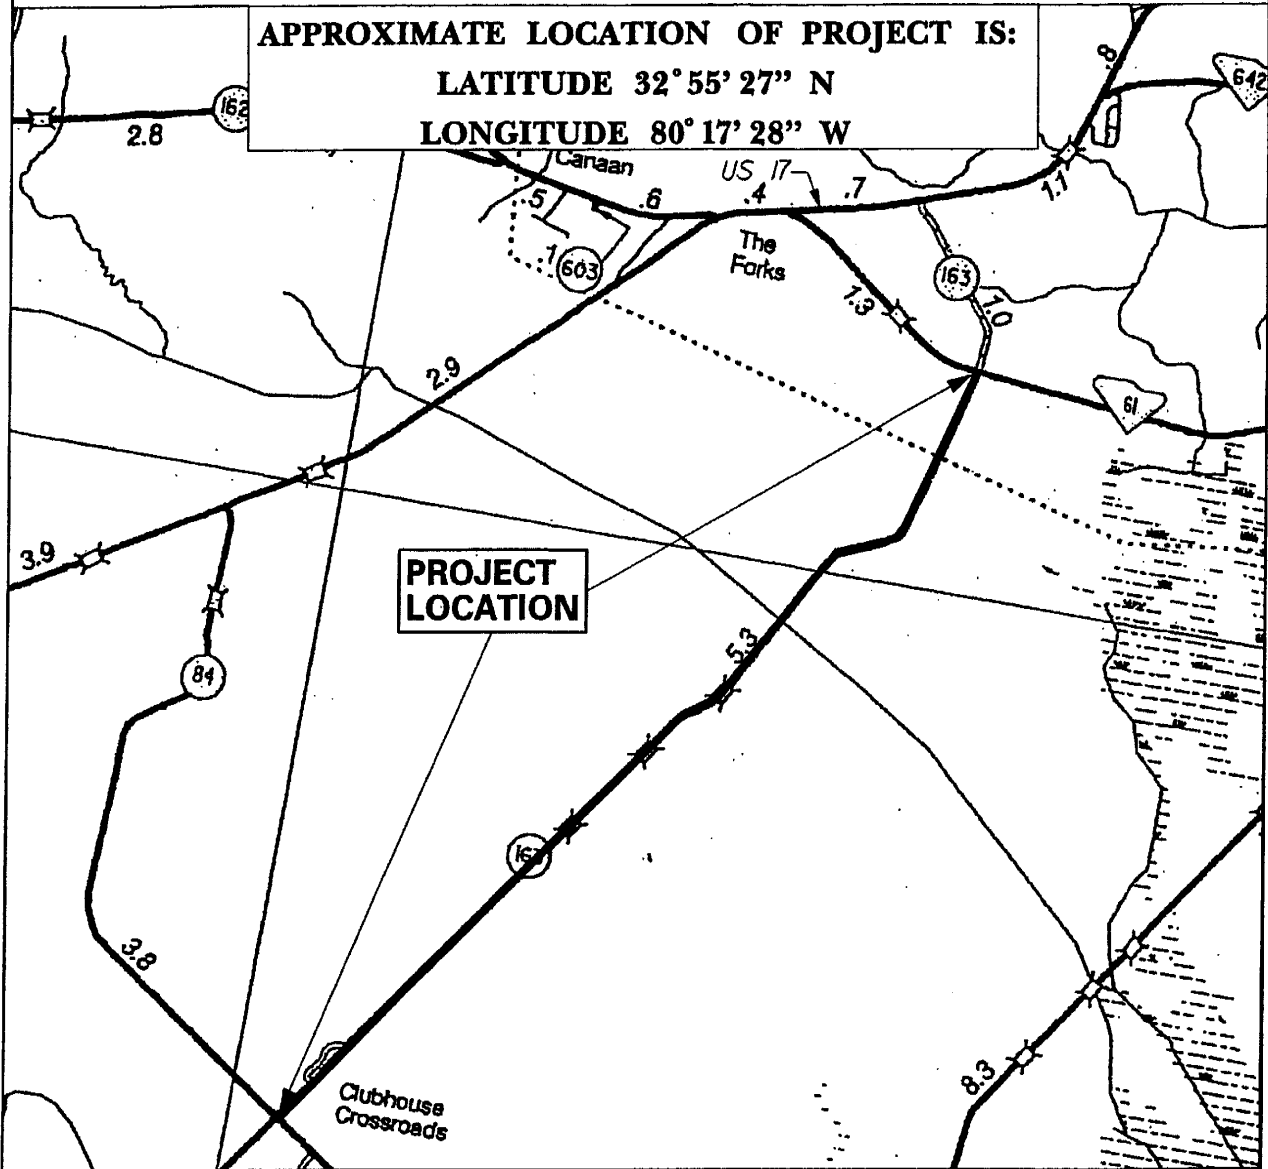 APPROXIMATE LOCATION OF PROJECT IS:
LATITUDE 32° 55' 27" N
LONGITUDE 80° 17' 28" W
.8
642
162
2.8
Canaan
US 17
.5
.6
.4
.7
1.1
The
Forks
.1
603
163
1.3
1.0
2.9
61
3.9
PROJECT
LOCATION
5.3
84
163
3.8
8.3
Clubhouse
Crossroads